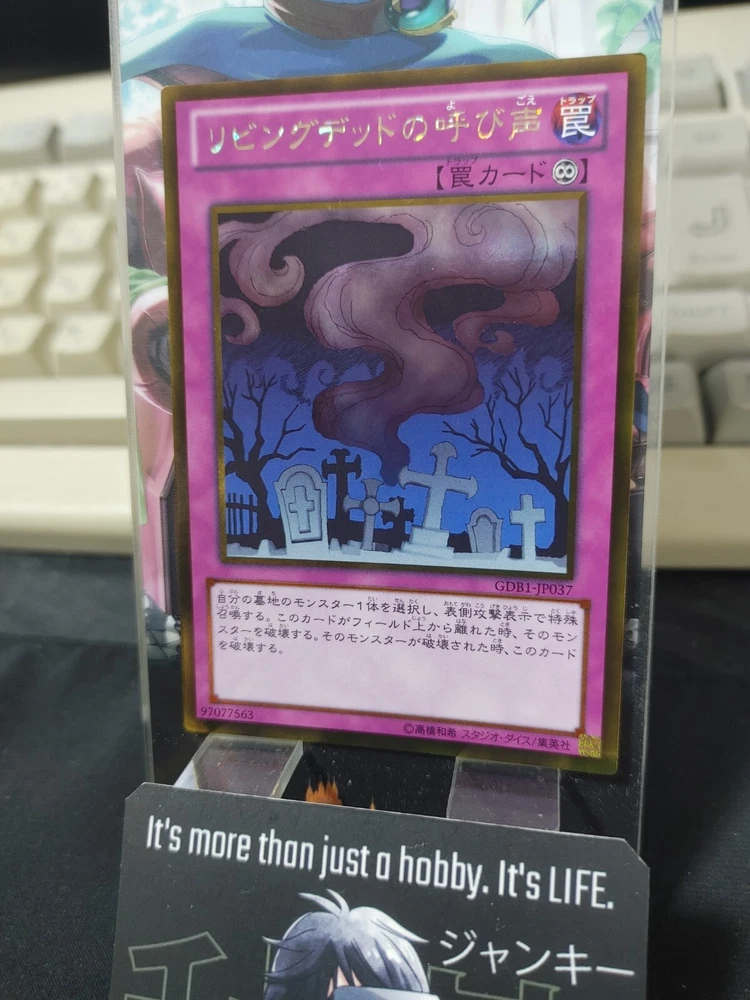 リビングデッドの呼び声 罠
【罠カード】
GDB1-JP037
自分の墓地のモンスター1体を選択し、表側攻撃表示で特殊
召喚する。このカードがフィールド上から離れた時、そのモン
スターを破壊する。そのモンスターが破壊された時、このカード
を破壊する。
97077563
©高橋和希 スタジオ・ダイス/集英社
It's more than just a hobby. It's LIFE.
ジャンキー